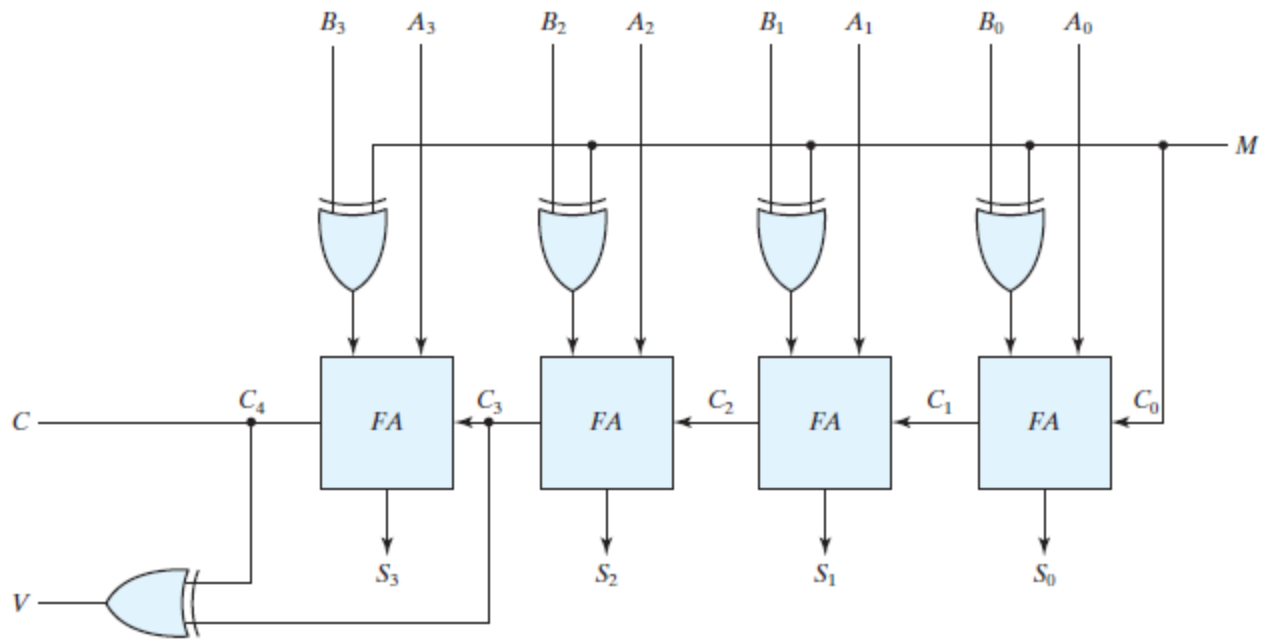 B₃ A₃ B₂ A₂ B₁ A₁ B₀ A₀
M
C C₄ FA C₃ FA C₂ FA C₁ FA C₀
S₃ S₂ S₁ S₀
V